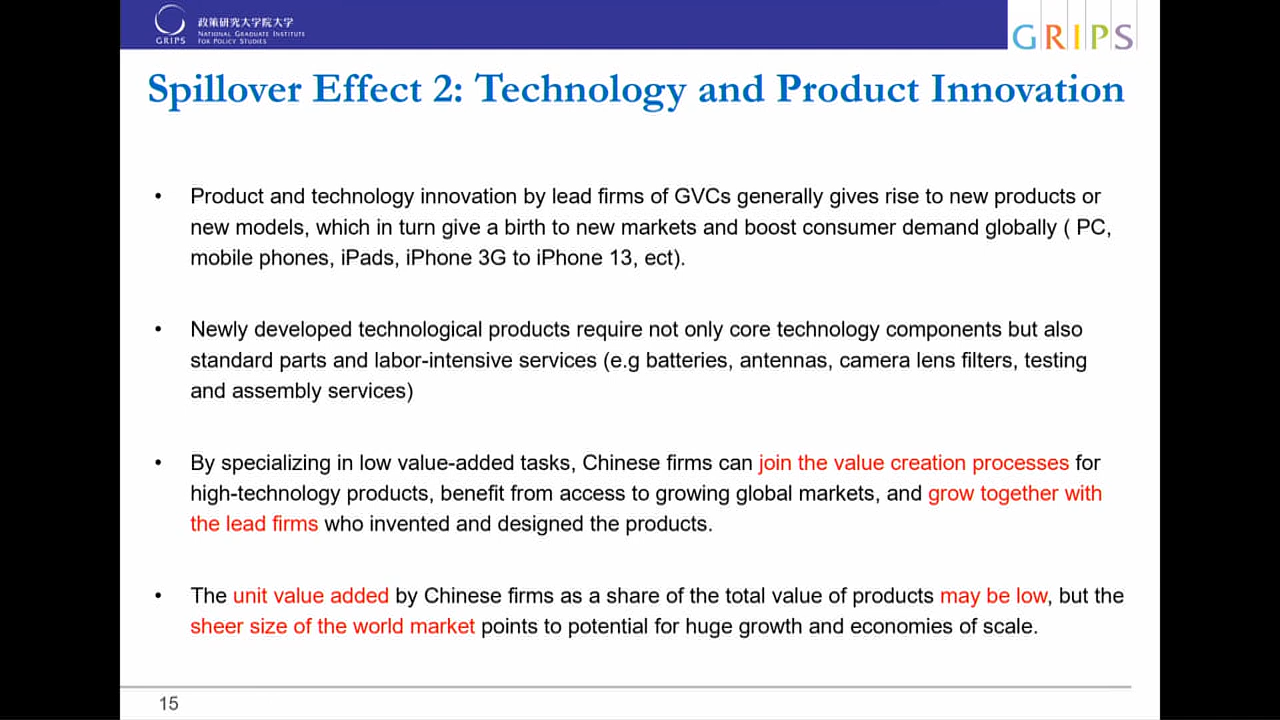 政策研究大学院大学
GRIPS
NATIONAL GRADUATE INSTITUTE
FOR POLICY STUDIES
GRIPS
Spillover Effect 2: Technology and Product Innovation
• Product and technology innovation by lead firms of GVCs generally gives rise to new products or
new models, which in turn give a birth to new markets and boost consumer demand globally ( PC,
mobile phones, iPads, iPhone 3G to iPhone 13, ect).
• Newly developed technological products require not only core technology components but also
standard parts and labor-intensive services (e.g batteries, antennas, camera lens filters, testing
and assembly services)
• By specializing in low value-added tasks, Chinese firms can join the value creation processes for
high-technology products, benefit from access to growing global markets, and grow together with
the lead firms who invented and designed the products.
• The unit value added by Chinese firms as a share of the total value of products may be low, but the
sheer size of the world market points to potential for huge growth and economies of scale.
15